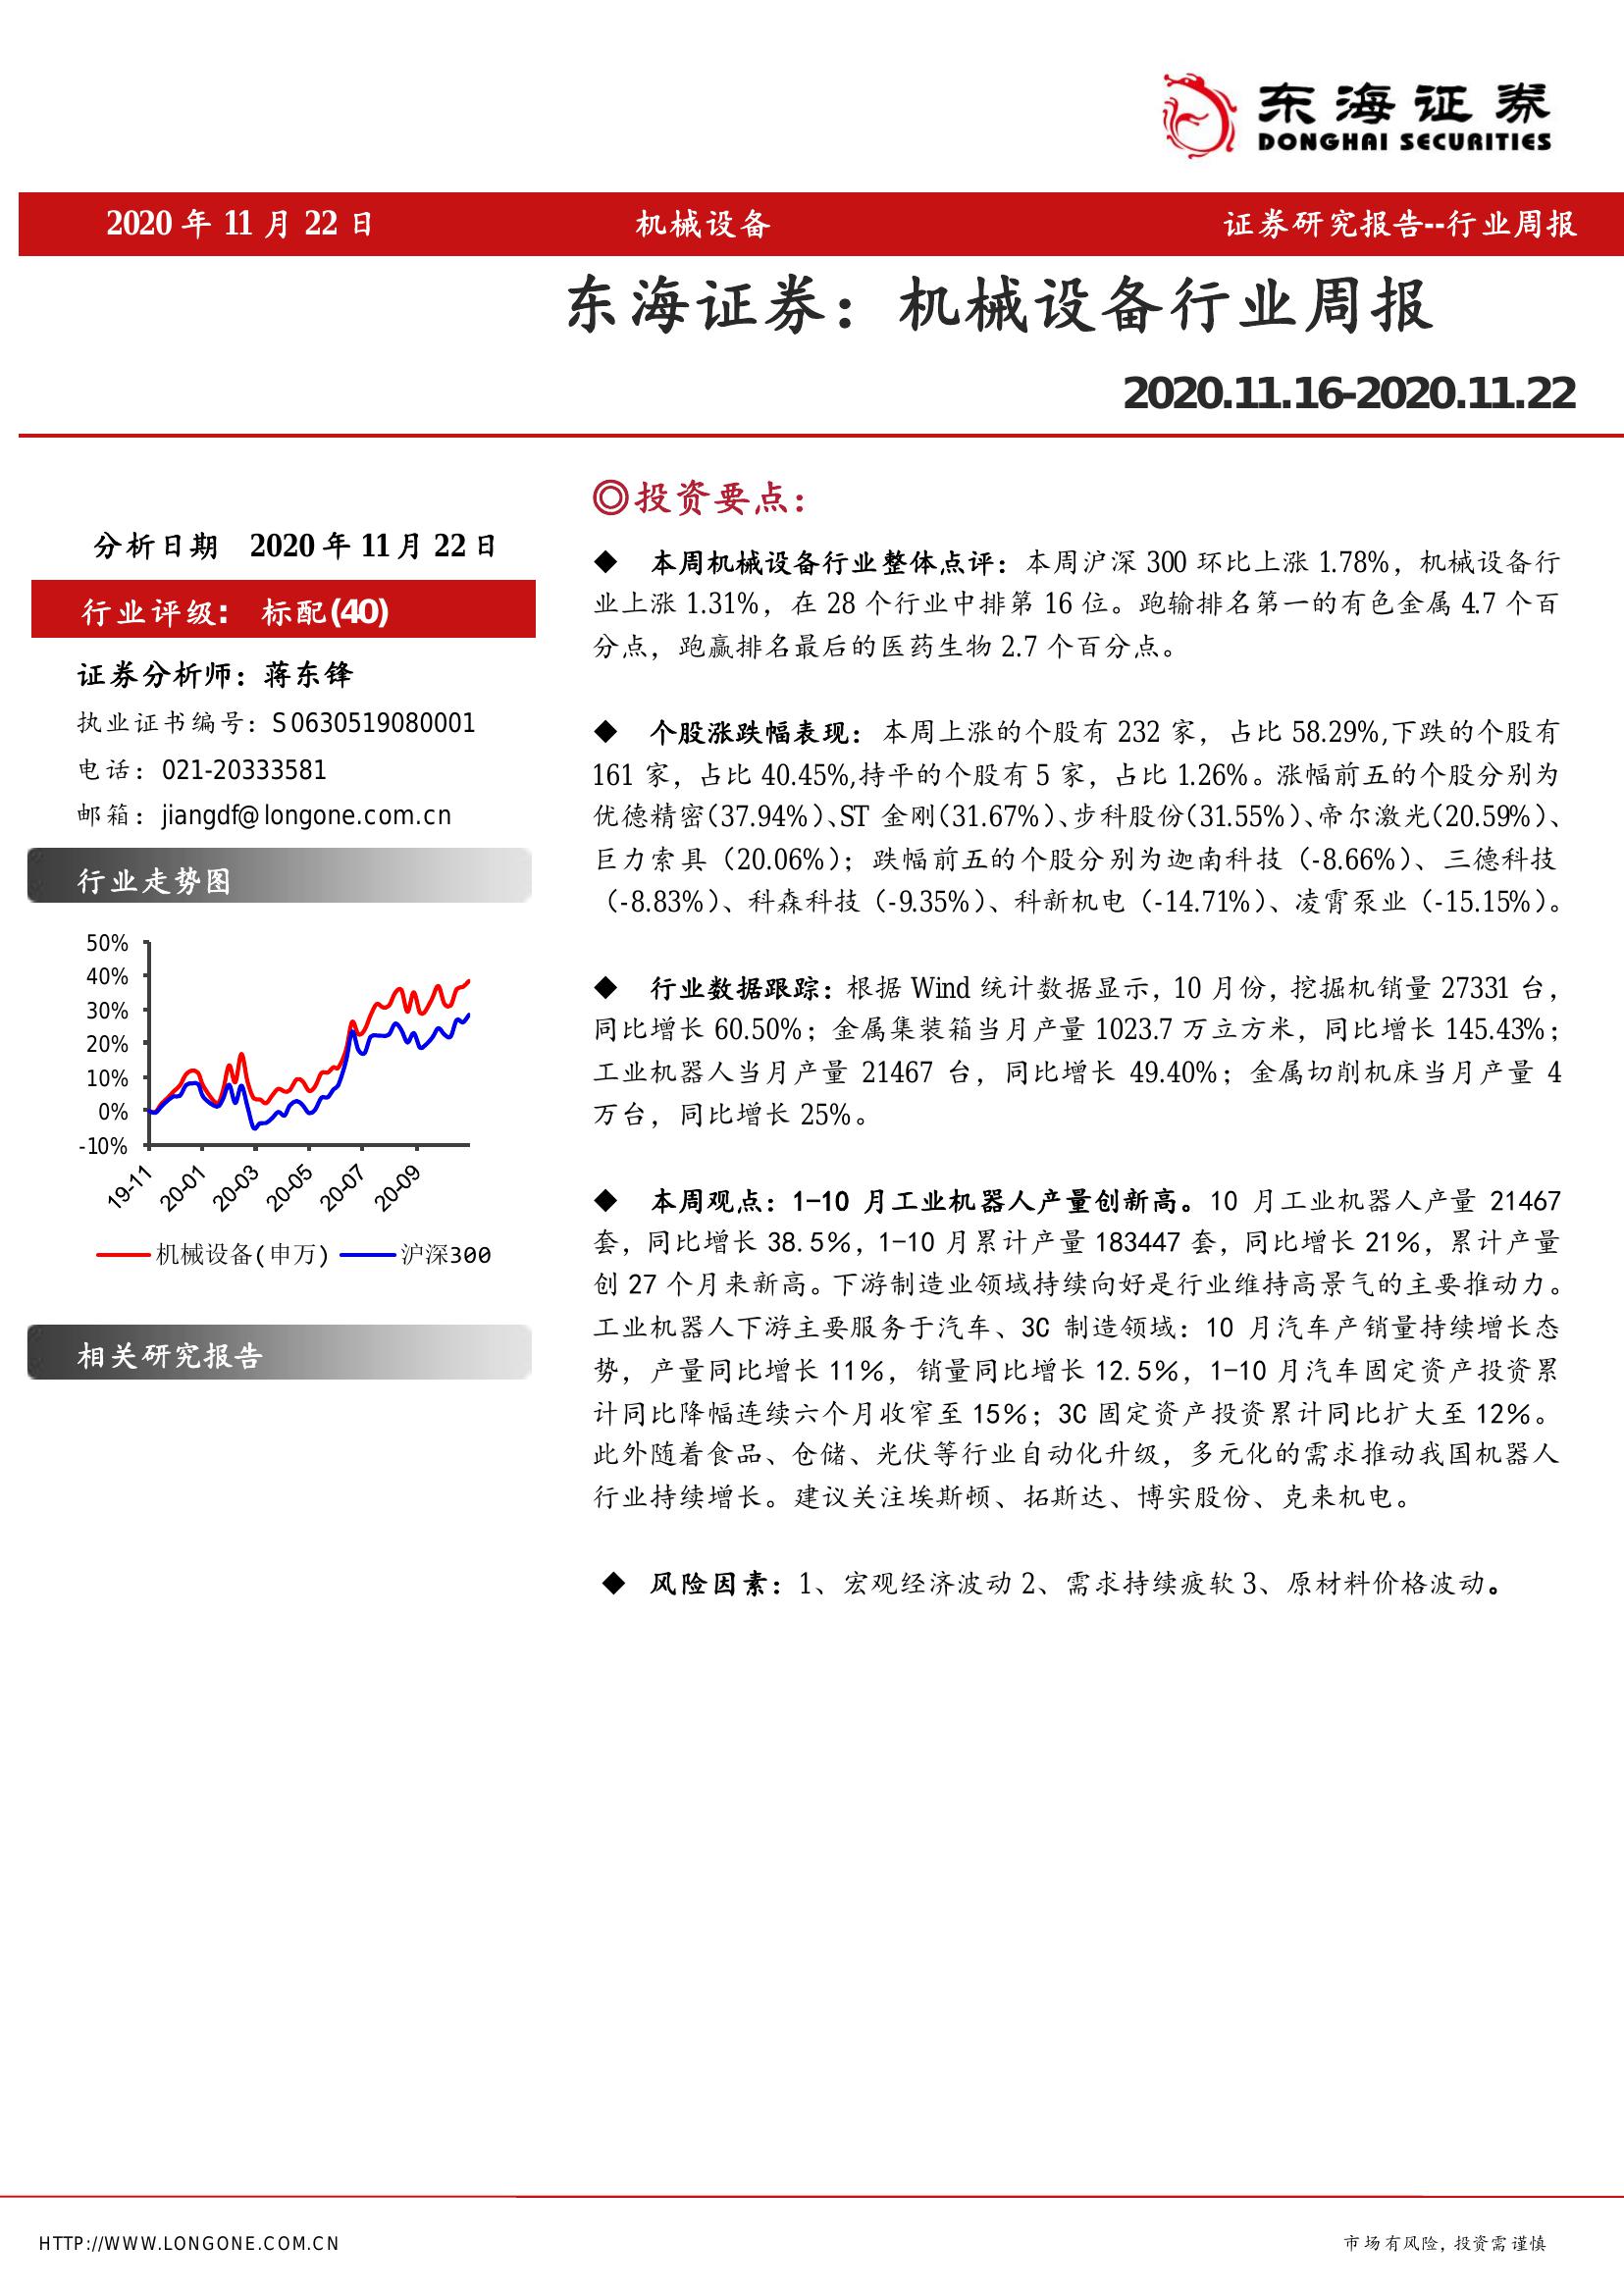 东海证券
DONGHAI SECURITIES
2020 年 11 月 22 日 机械设备 证券研究报告--行业周报
东海证券：机械设备行业周报
2020.11.16-2020.11.22
分析日期 2020 年 11 月 22 日
行业评级： 标配(40)
证券分析师：蒋东锋
执业证书编号：S0630519080001
电话：021-20333581
邮箱：jiangdf@longone.com.cn
行业走势图
50%
40%
30%
20%
10%
0%
-10%
19-11
20-01
20-03
20-05
20-07
20-09
机械设备(申万) 沪深300
相关研究报告
◎投资要点：
◆ 本周机械设备行业整体点评：本周沪深 300 环比上涨 1.78%，机械设备行
业上涨 1.31%，在 28 个行业中排第 16 位。跑输排名第一的有色金属 4.7 个百
分点，跑赢排名最后的医药生物 2.7 个百分点。
◆ 个股涨跌幅表现：本周上涨的个股有 232 家，占比 58.29%,下跌的个股有
161 家，占比 40.45%,持平的个股有 5 家，占比 1.26%。涨幅前五的个股分别为
优德精密（37.94%）、ST 金刚（31.67%）、步科股份（31.55%）、帝尔激光（20.59%）、
巨力索具（20.06%）；跌幅前五的个股分别为迦南科技（-8.66%）、三德科技
（-8.83%）、科森科技（-9.35%）、科新机电（-14.71%）、凌霄泵业（-15.15%）。
◆ 行业数据跟踪：根据 Wind 统计数据显示，10 月份，挖掘机销量 27331 台，
同比增长 60.50%；金属集装箱当月产量 1023.7 万立方米，同比增长 145.43%；
工业机器人当月产量 21467 台，同比增长 49.40%；金属切削机床当月产量 4
万台，同比增长 25%。
◆ 本周观点：1-10 月工业机器人产量创新高。10 月工业机器人产量 21467
套，同比增长 38.5%，1-10 月累计产量 183447 套，同比增长 21%，累计产量
创 27 个月来新高。下游制造业领域持续向好是行业维持高景气的主要推动力。
工业机器人下游主要服务于汽车、3C 制造领域：10 月汽车产销量持续增长态
势，产量同比增长 11%，销量同比增长 12.5%，1-10 月汽车固定资产投资累
计同比降幅连续六个月收窄至 15%；3C 固定资产投资累计同比扩大至 12%。
此外随着食品、仓储、光伏等行业自动化升级，多元化的需求推动我国机器人
行业持续增长。建议关注埃斯顿、拓斯达、博实股份、克来机电。
◆ 风险因素：1、宏观经济波动 2、需求持续疲软 3、原材料价格波动。
HTTP://WWW.LONGONE.COM.CN 市场有风险，投资需谨慎